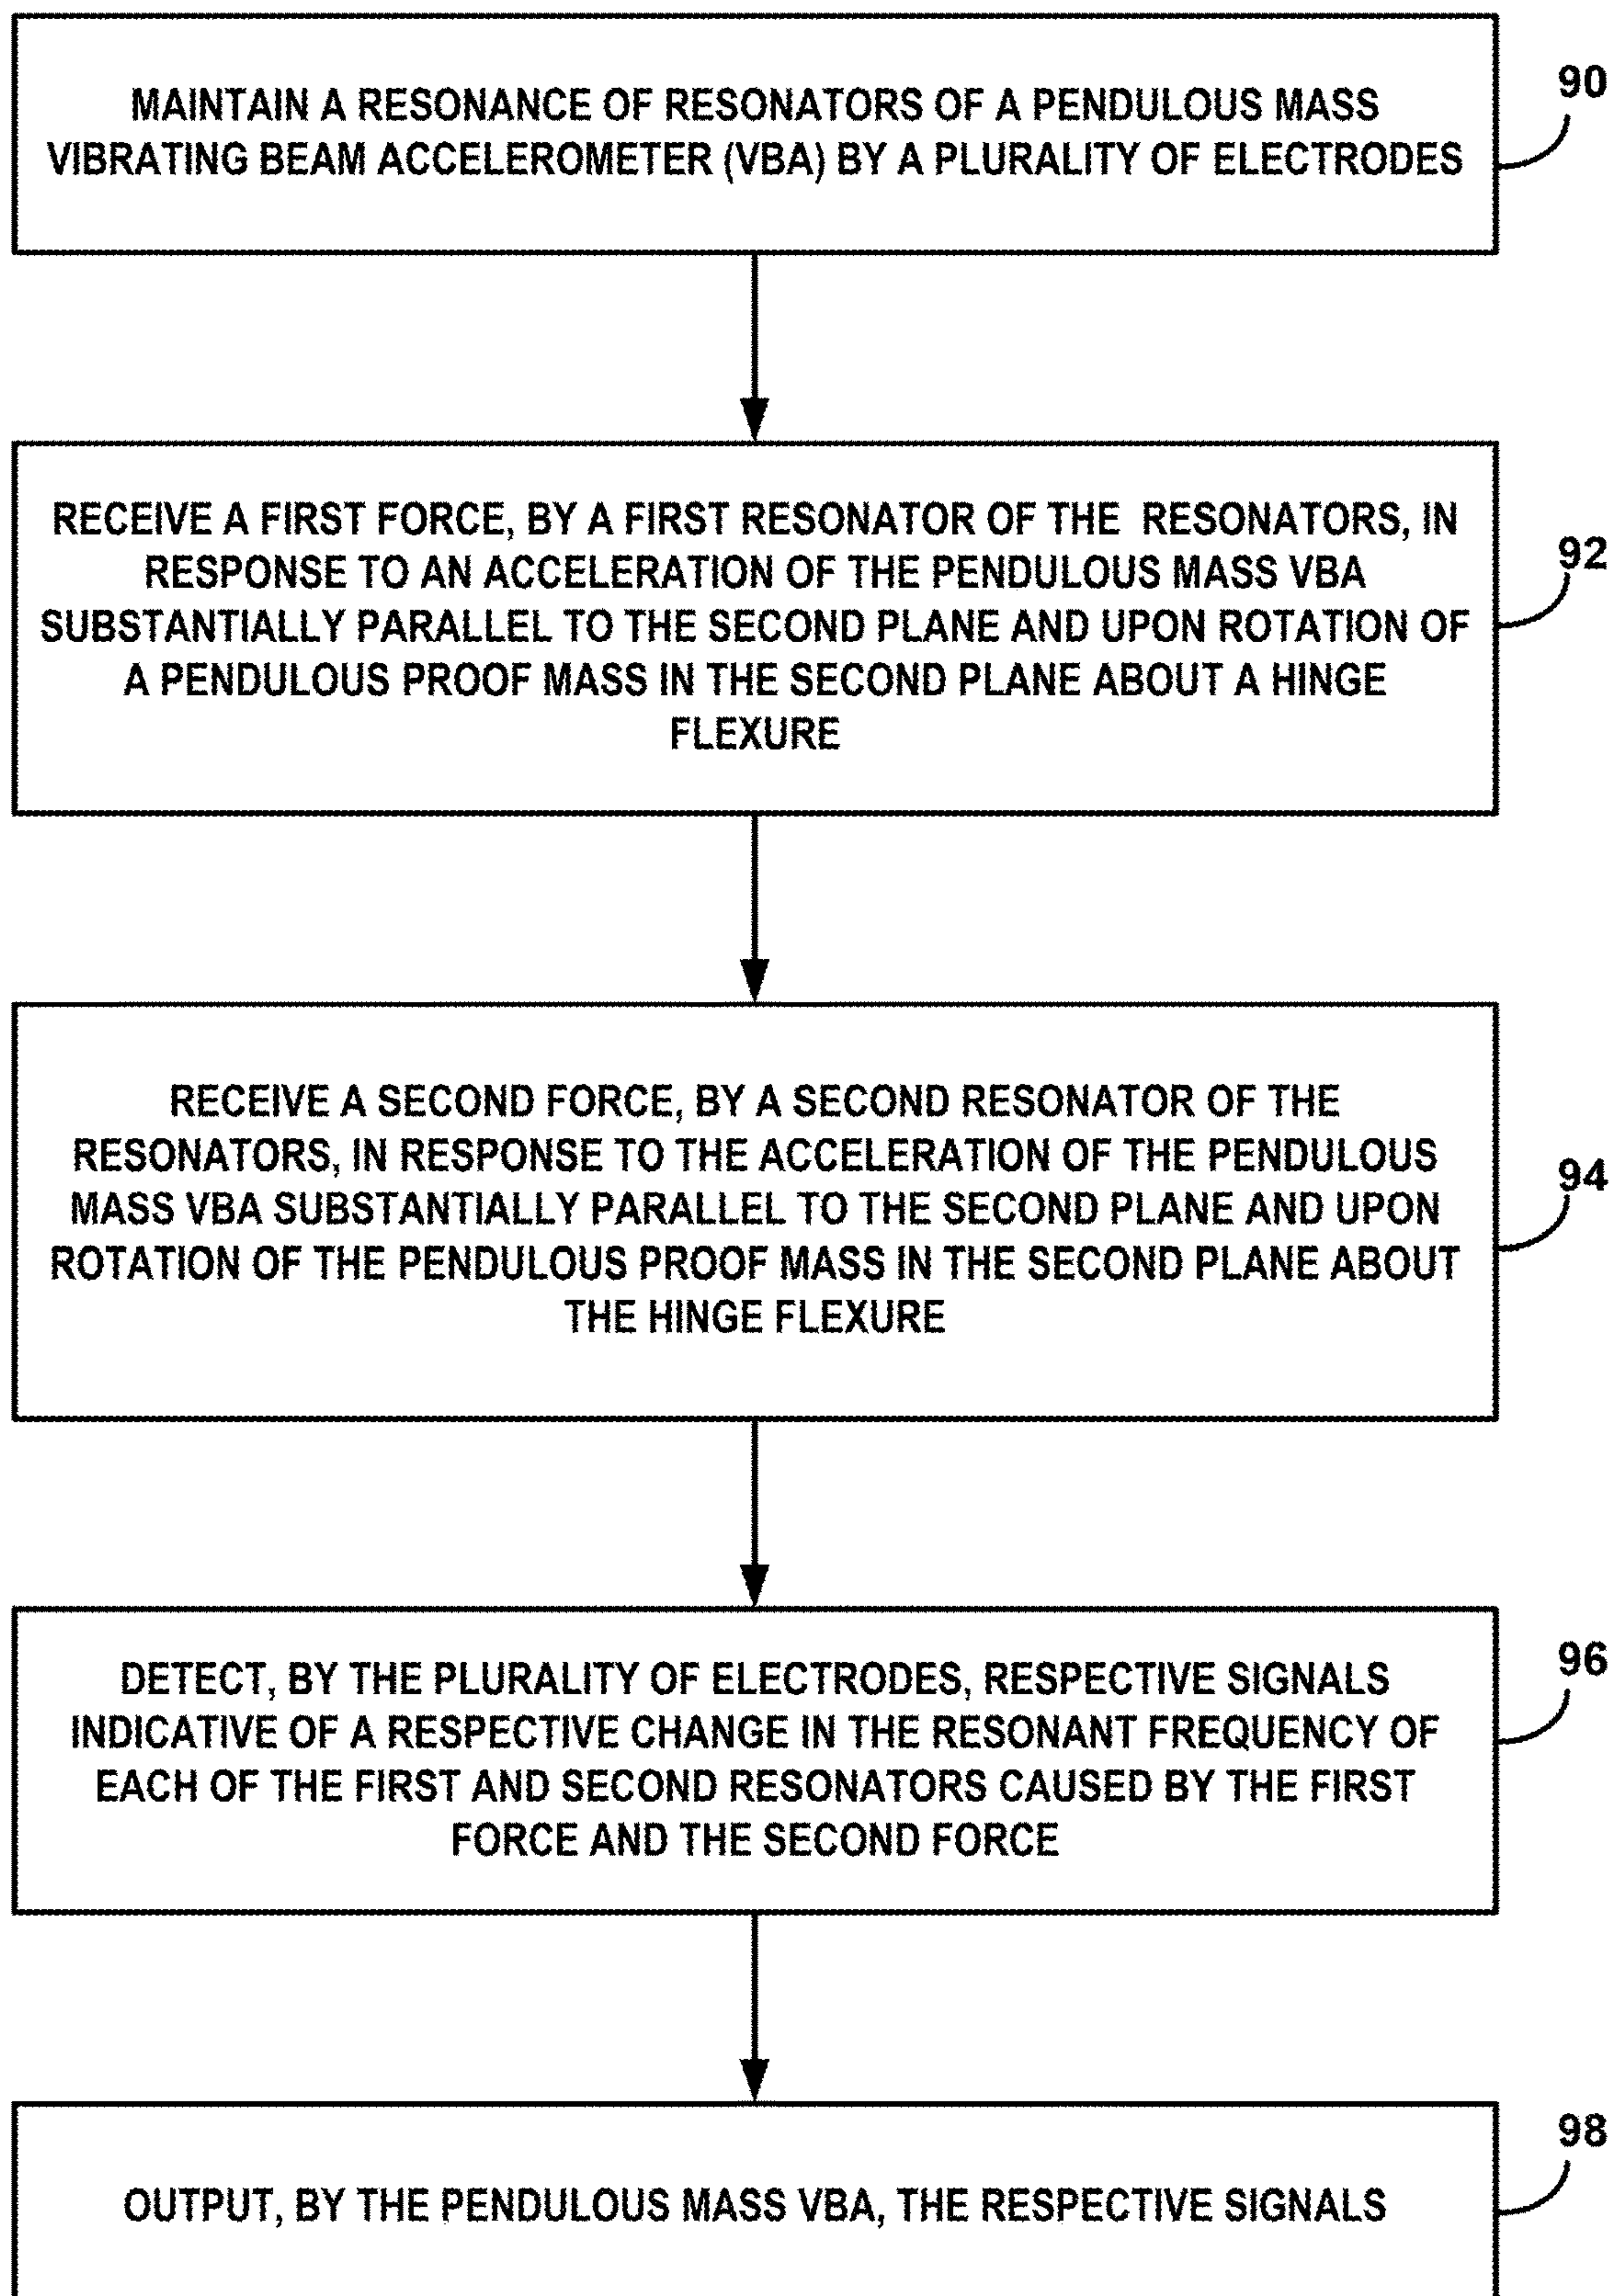 90
MAINTAIN A RESONANCE OF RESONATORS OF A PENDULOUS MASS
VIBRATING BEAM ACCELEROMETER (VBA) BY A PLURALITY OF ELECTRODES
92
RECEIVE A FIRST FORCE, BY A FIRST RESONATOR OF THE RESONATORS, IN
RESPONSE TO AN ACCELERATION OF THE PENDULOUS MASS VBA
SUBSTANTIALLY PARALLEL TO THE SECOND PLANE AND UPON ROTATION OF
A PENDULOUS PROOF MASS IN THE SECOND PLANE ABOUT A HINGE
FLEXURE
94
RECEIVE A SECOND FORCE, BY A SECOND RESONATOR OF THE
RESONATORS, IN RESPONSE TO THE ACCELERATION OF THE PENDULOUS
MASS VBA SUBSTANTIALLY PARALLEL TO THE SECOND PLANE AND UPON
ROTATION OF THE PENDULOUS PROOF MASS IN THE SECOND PLANE ABOUT
THE HINGE FLEXURE
96
DETECT, BY THE PLURALITY OF ELECTRODES, RESPECTIVE SIGNALS
INDICATIVE OF A RESPECTIVE CHANGE IN THE RESONANT FREQUENCY OF
EACH OF THE FIRST AND SECOND RESONATORS CAUSED BY THE FIRST
FORCE AND THE SECOND FORCE
98
OUTPUT, BY THE PENDULOUS MASS VBA, THE RESPECTIVE SIGNALS